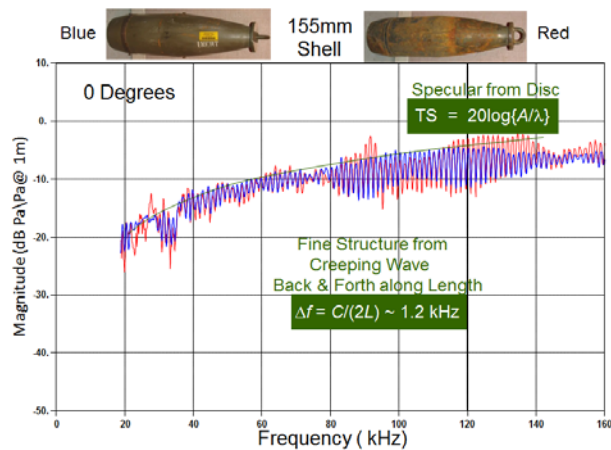 Blue
155mm
Shell
Red
0 Degrees
Specular from Disc
TS = 20log{A/λ}
Fine Structure from
Creeping Wave
Back & Forth along Length
Δf = C/(2L) ~ 1.2 kHz
Magnitude (dB Pa\Pa@ 1m)
10.
0.
-10.
-20.
-30.
-40.
-50.
0 20 40 60 80 100 120 140 160
Frequency ( kHz)